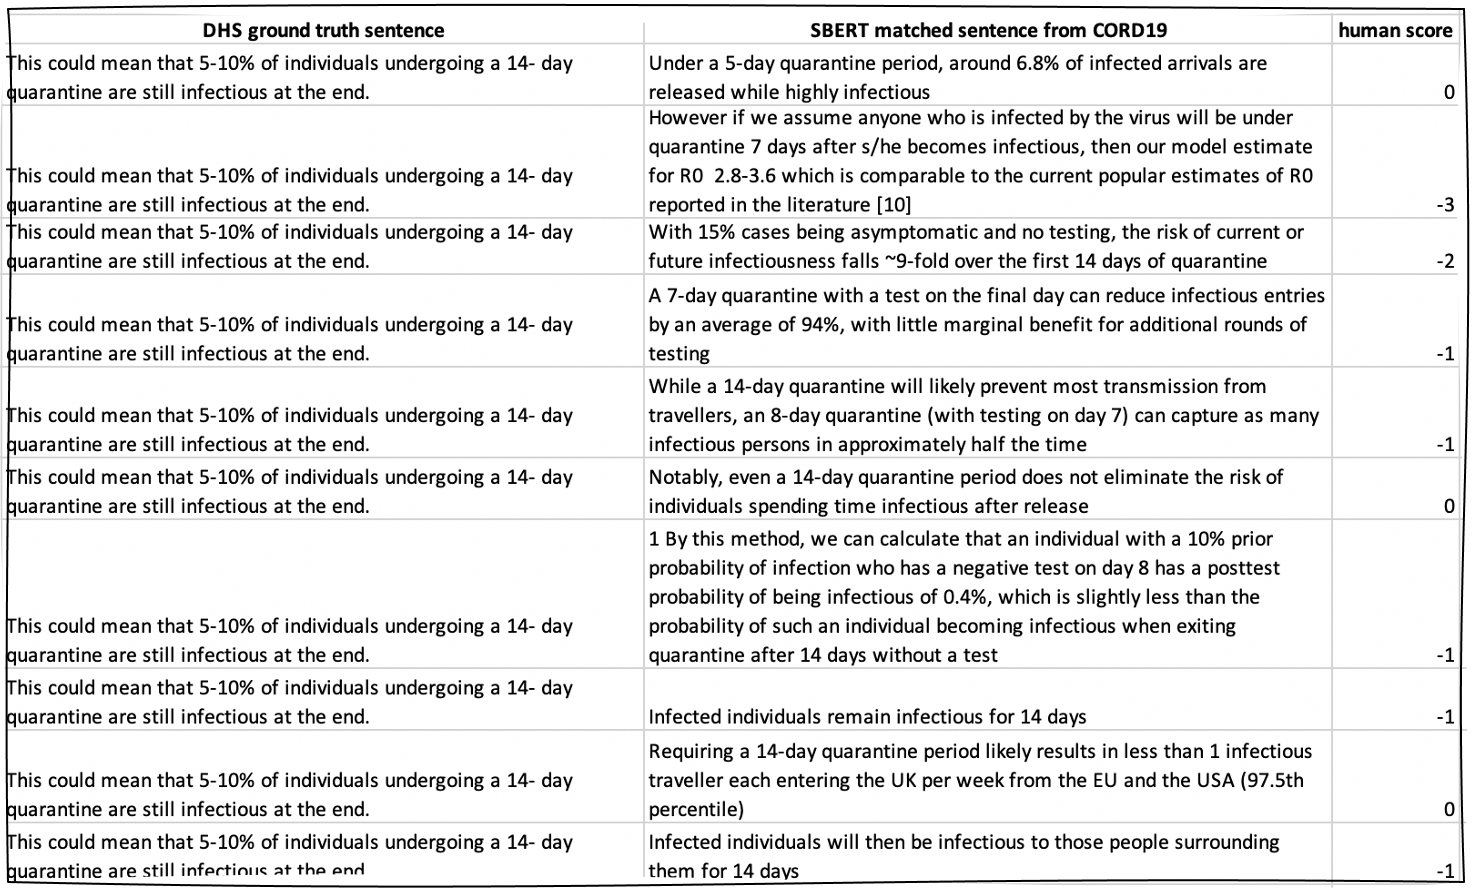 DHS ground truth sentence SBERT matched sentence from CORD19 human score
This could mean that 5-10% of individuals undergoing a 14- day
quarantine are still infectious at the end.
Under a 5-day quarantine period, around 6.8% of infected arrivals are
released while highly infectious
0
This could mean that 5-10% of individuals undergoing a 14- day
quarantine are still infectious at the end.
However if we assume anyone who is infected by the virus will be under
quarantine 7 days after s/he becomes infectious, then our model estimate
for R0  2.8-3.6 which is comparable to the current popular estimates of R0
reported in the literature [10]
-3
This could mean that 5-10% of individuals undergoing a 14- day
quarantine are still infectious at the end.
With 15% cases being asymptomatic and no testing, the risk of current or
future infectiousness falls ~9-fold over the first 14 days of quarantine
-2
This could mean that 5-10% of individuals undergoing a 14- day
quarantine are still infectious at the end.
A 7-day quarantine with a test on the final day can reduce infectious entries
by an average of 94%, with little marginal benefit for additional rounds of
testing
-1
This could mean that 5-10% of individuals undergoing a 14- day
quarantine are still infectious at the end.
While a 14-day quarantine will likely prevent most transmission from
travellers, an 8-day quarantine (with testing on day 7) can capture as many
infectious persons in approximately half the time
-1
This could mean that 5-10% of individuals undergoing a 14- day
quarantine are still infectious at the end.
Notably, even a 14-day quarantine period does not eliminate the risk of
individuals spending time infectious after release
0
This could mean that 5-10% of individuals undergoing a 14- day
quarantine are still infectious at the end.
1 By this method, we can calculate that an individual with a 10% prior
probability of infection who has a negative test on day 8 has a posttest
probability of being infectious of 0.4%, which is slightly less than the
probability of such an individual becoming infectious when exiting
quarantine after 14 days without a test
-1
This could mean that 5-10% of individuals undergoing a 14- day
quarantine are still infectious at the end.
Infected individuals remain infectious for 14 days
-1
This could mean that 5-10% of individuals undergoing a 14- day
quarantine are still infectious at the end.
Requiring a 14-day quarantine period likely results in less than 1 infectious
traveller each entering the UK per week from the EU and the USA (97.5th
percentile)
0
This could mean that 5-10% of individuals undergoing a 14- day
quarantine are still infectious at the end
Infected individuals will then be infectious to those people surrounding
them for 14 days
-1